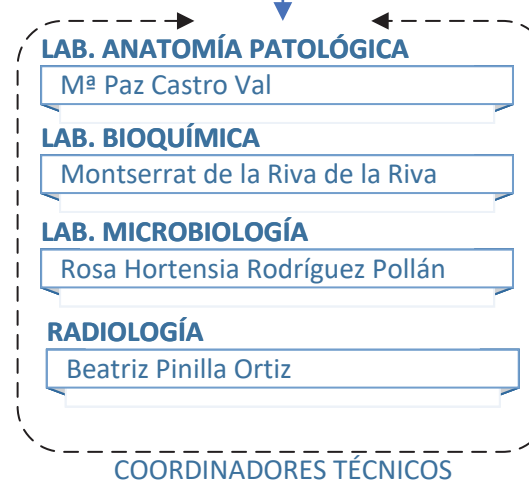 LAB. ANATOMÍA PATOLÓGICA
Mª Paz Castro Val
LAB. BIOQUÍMICA
Montserrat de la Riva de la Riva
LAB. MICROBIOLOGÍA
Rosa Hortensia Rodríguez Pollán
RADIOLOGÍA
Beatriz Pinilla Ortiz
COORDINADORES TÉCNICOS